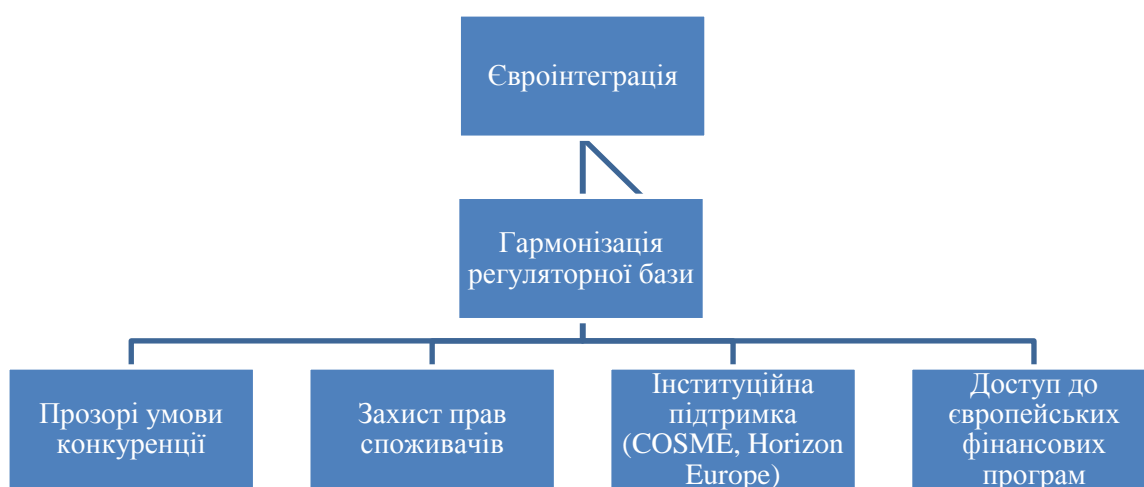 Євроінтеграція
Гармонізація
регуляторної бази
Прозорі умови
конкуренції
Захист прав
споживачів
Інституційна
підтримка
(COSME, Horizon
Europe)
Доступ до
європейських
фінансових
програм